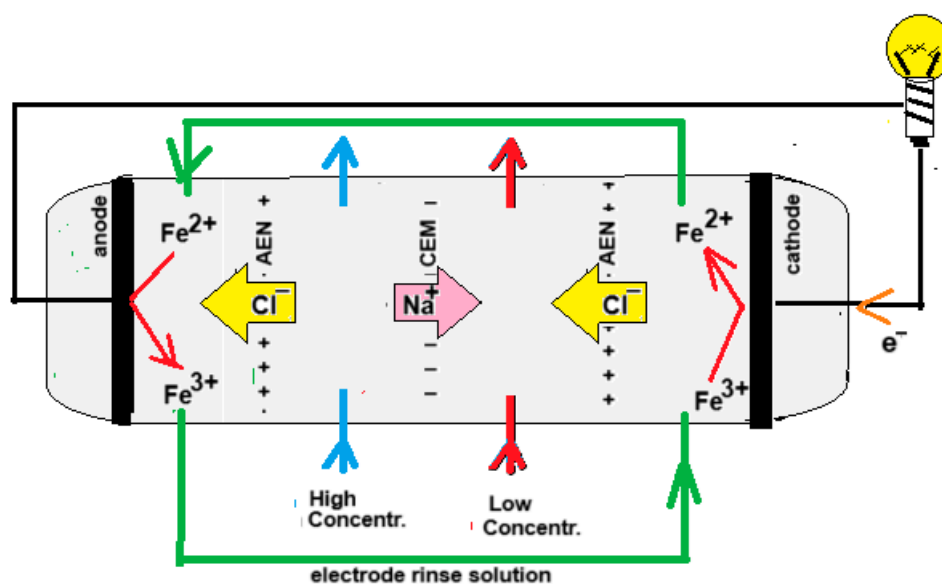 anode
Fe2+
AEN +
CEM –
AEN + +
Fe2+
cathode
Cl–
Na+
Cl–
e–
Fe3+
Fe3+
High
Concentr.
Low
Concentr.
electrode rinse solution